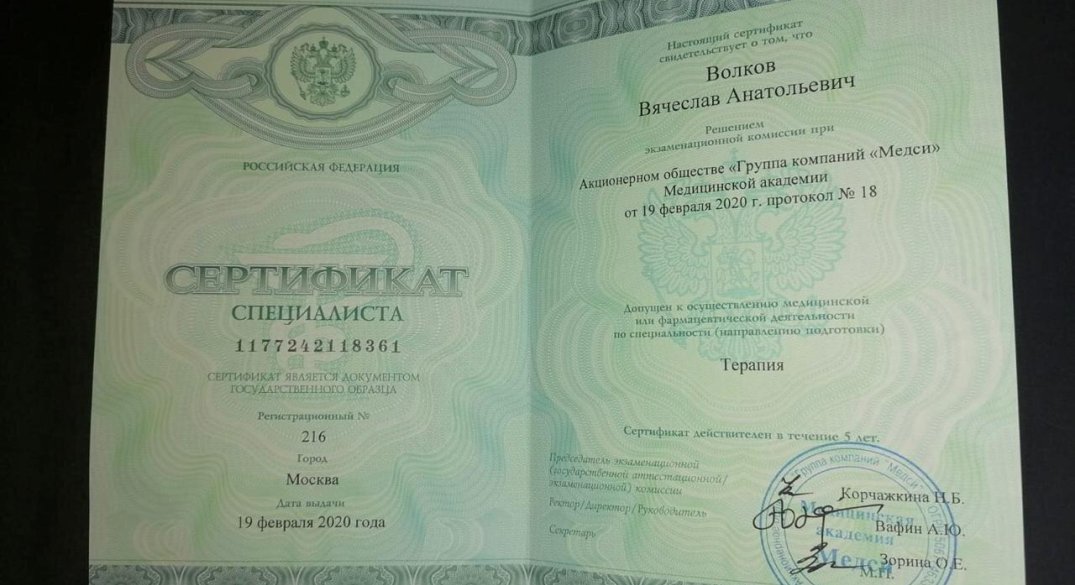 РОССИЙСКАЯ ФЕДЕРАЦИЯ
СЕРТИФИКАТ
СПЕЦИАЛИСТА
1177242118361
СЕРТИФИКАТ ЯВЛЯЕТСЯ ДОКУМЕНТОМ
ГОСУДАРСТВЕННОГО ОБРАЗЦА
Регистрационный №
216
Город
Москва
Дата выдачи
19 февраля 2020 года
Настоящий сертификат
свидетельствует о том, что
Волков
Вячеслав Анатольевич
Решением
экзаменационной комиссии при
Акционерном обществе «Группа компаний «Медси»
Медицинской академии
от 19 февраля 2020 г. протокол № 18
Допущен к осуществлению медицинской
или фармацевтической деятельности
по специальности (направлению подготовки)
Терапия
Сертификат действителен в течение 5 лет.
Председатель экзаменационной
(государственной аттестационной/
экзаменационной) комиссии
Ректор/Директор/Руководитель
Секретарь
Корчажкина Н.Б.
Вафин А.Ю.
Зорина О.Е.
М.П.
Группа компаний "Медси"
Медицинская
академия
Медси